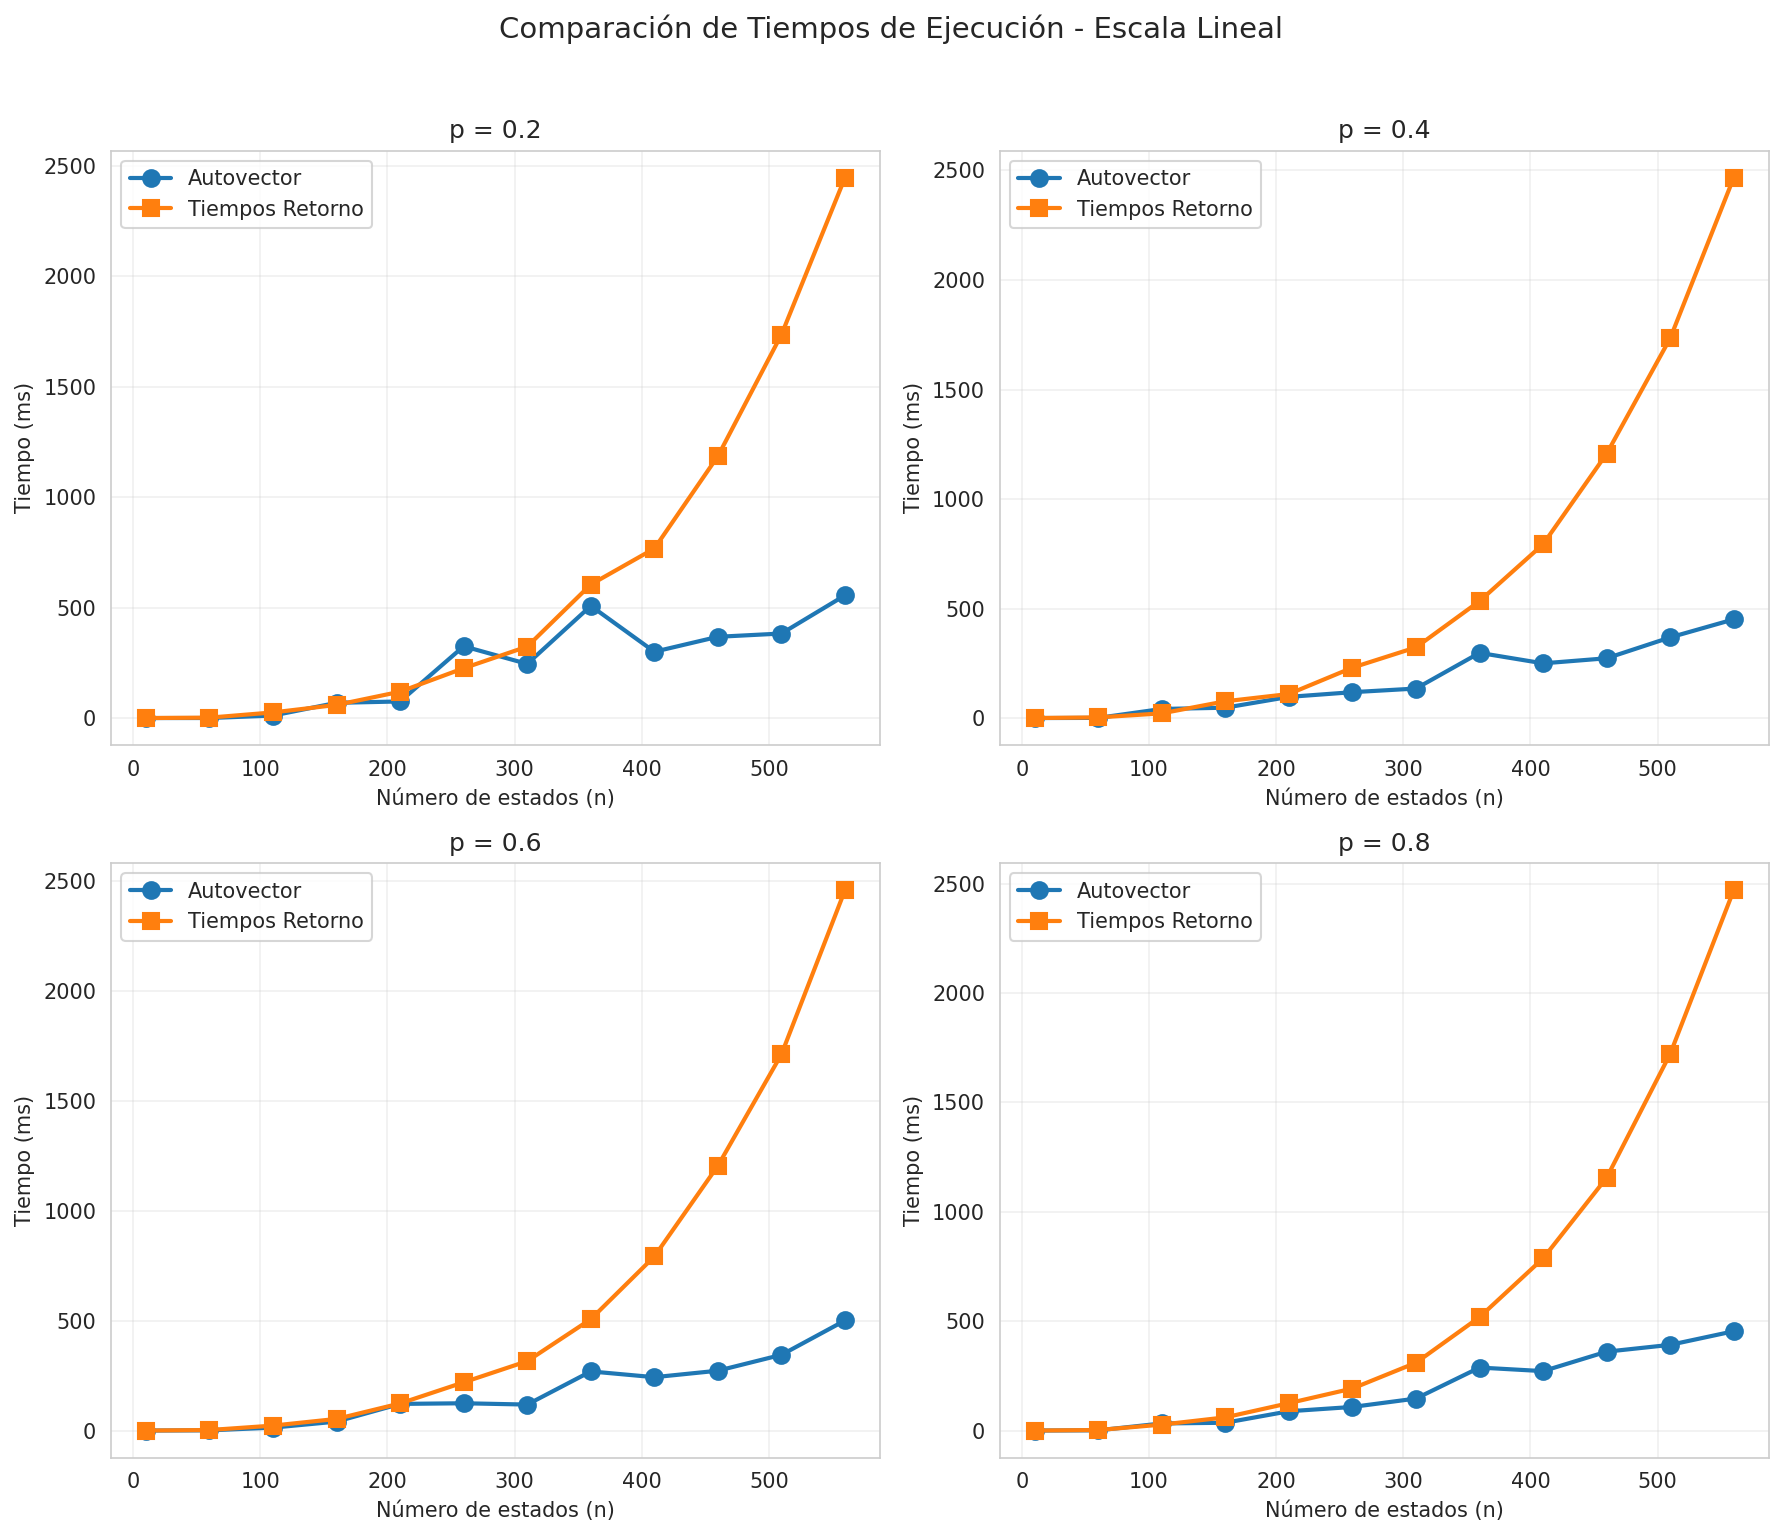 Comparación de Tiempos de Ejecución - Escala Lineal
p = 0.2
Autovector
Tiempos Retorno
2500
2000
1500
1000
500
0
Tiempo (ms)
0 100 200 300 400 500
Número de estados (n)
p = 0.4
Autovector
Tiempos Retorno
2500
2000
1500
1000
500
0
Tiempo (ms)
0 100 200 300 400 500
Número de estados (n)
p = 0.6
Autovector
Tiempos Retorno
2500
2000
1500
1000
500
0
Tiempo (ms)
0 100 200 300 400 500
Número de estados (n)
p = 0.8
Autovector
Tiempos Retorno
2500
2000
1500
1000
500
0
Tiempo (ms)
0 100 200 300 400 500
Número de estados (n)